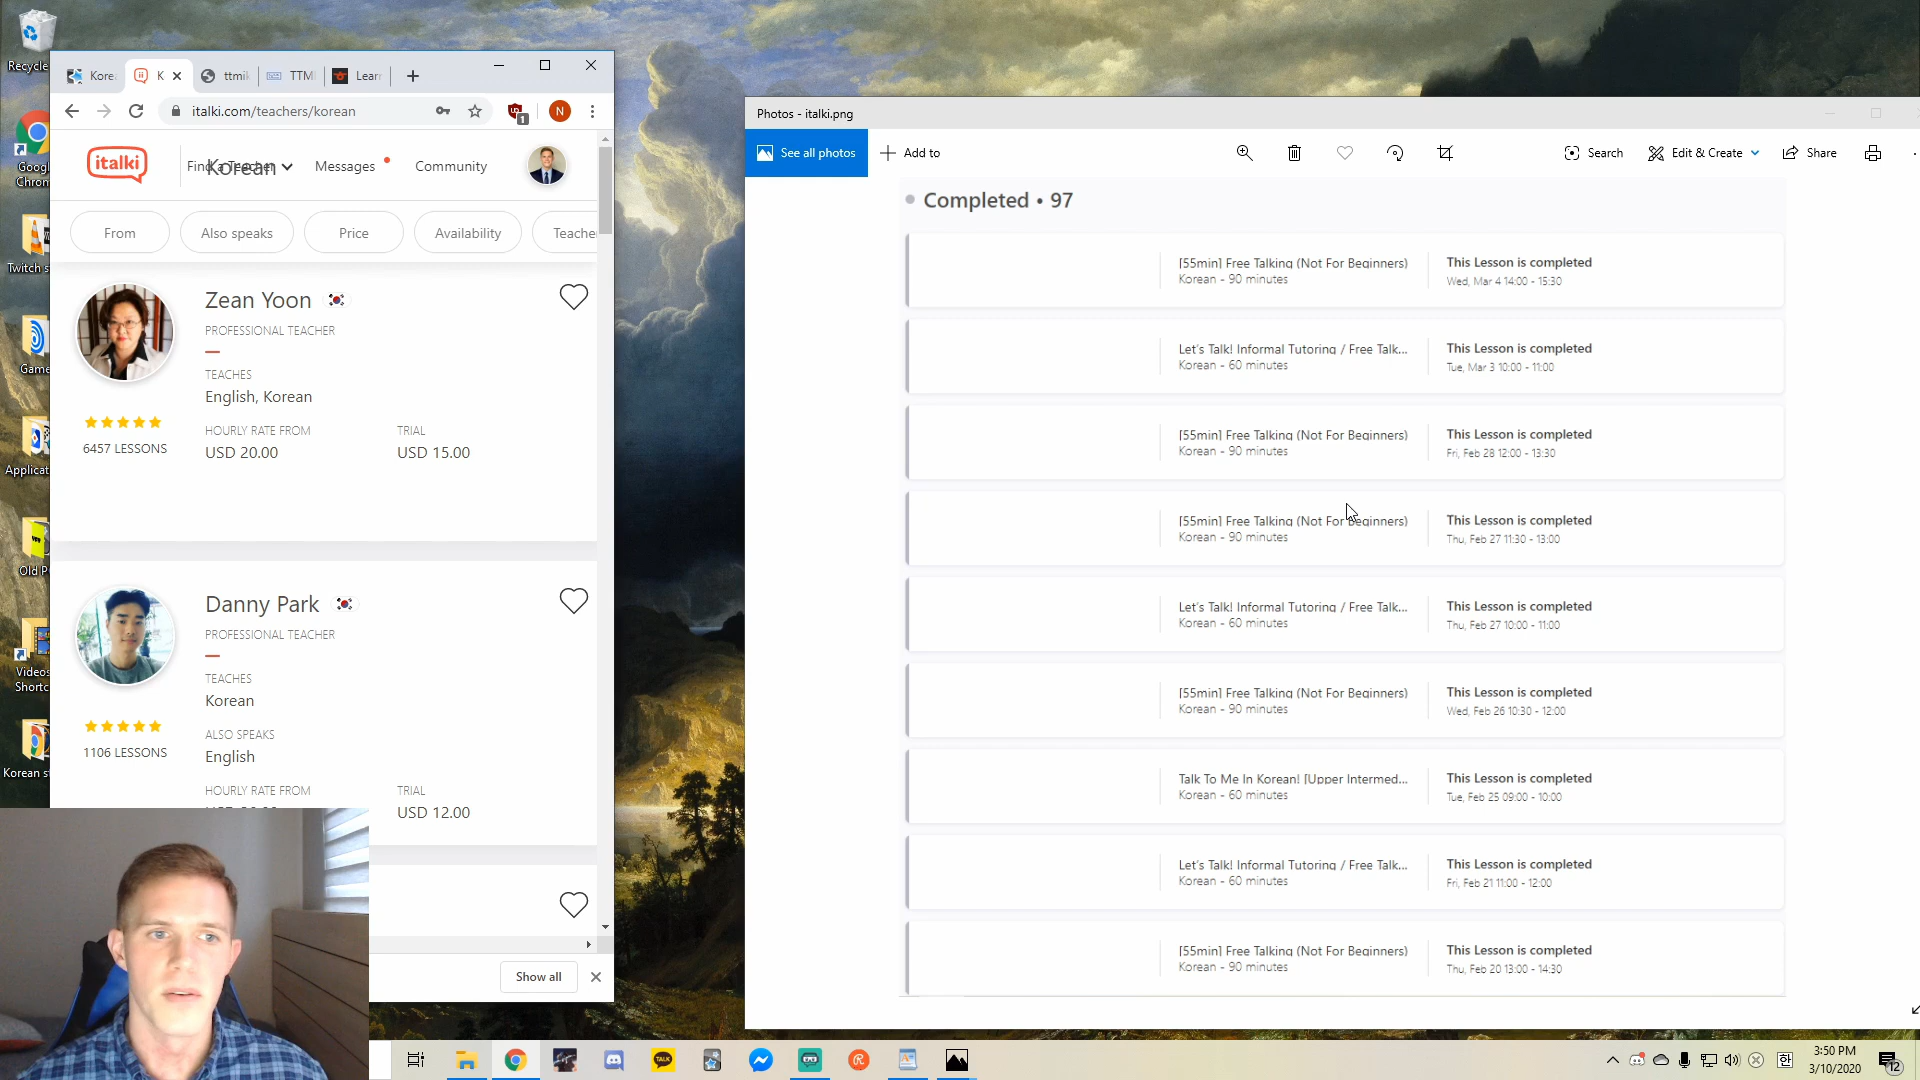 Recycle
Google
Chrom
Twitch s
Game
Applicat
Old P
Videos
Shortc
Korean s
Kore
K
ttmi
TTMI
Lear
italki.com/teachers/korean
N
italki
Korean
Messages
Community
From
Also speaks
Price
Availability
Teache
Zean Yoon
PROFESSIONAL TEACHER
TEACHES
English, Korean
HOURLY RATE FROM
USD 20.00
TRIAL
USD 15.00
6457 LESSONS
Danny Park
PROFESSIONAL TEACHER
TEACHES
Korean
ALSO SPEAKS
English
HOURLY RATE FROM
TRIAL
USD 12.00
1106 LESSONS
Show all
Photos - italki.png
See all photos
Add to
Search
Edit & Create
Share
Completed • 97
[55min] Free Talking (Not For Beginners)
Korean - 90 minutes
This Lesson is completed
Wed, Mar 4 14:00 - 15:30
Let's Talk! Informal Tutoring / Free Talk...
Korean - 60 minutes
This Lesson is completed
Tue, Mar 3 10:00 - 11:00
[55min] Free Talking (Not For Beginners)
Korean - 90 minutes
This Lesson is completed
Fri, Feb 28 12:00 - 13:30
[55min] Free Talking (Not For Beginners)
Korean - 90 minutes
This Lesson is completed
Thu, Feb 27 11:30 - 13:00
Let's Talk! Informal Tutoring / Free Talk...
Korean - 60 minutes
This Lesson is completed
Thu, Feb 27 10:00 - 11:00
[55min] Free Talking (Not For Beginners)
Korean - 90 minutes
This Lesson is completed
Wed, Feb 26 10:30 - 12:00
Talk To Me In Korean! [Upper Intermed...
Korean - 60 minutes
This Lesson is completed
Tue, Feb 25 09:00 - 10:00
Let's Talk! Informal Tutoring / Free Talk...
Korean - 60 minutes
This Lesson is completed
Fri, Feb 21 11:00 - 12:00
[55min] Free Talking (Not For Beginners)
Korean - 90 minutes
This Lesson is completed
Thu, Feb 20 13:00 - 14:30
TALK
한
3:50 PM
3/10/2020
12